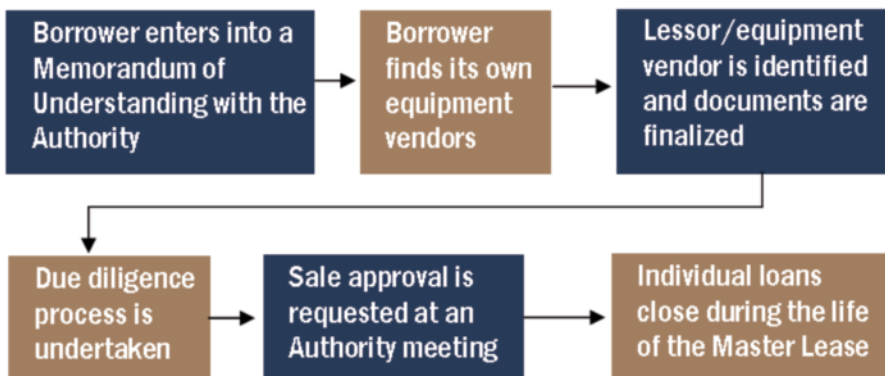 Borrower enters into a
Memorandum of
Understanding with the
Authority
Borrower
finds its own
equipment
vendors
Lessor/equipment
vendor is identified
and documents are
finalized
Due diligence
process is
undertaken
Sale approval is
requested at an
Authority meeting
Individual loans
close during the life
of the Master Lease